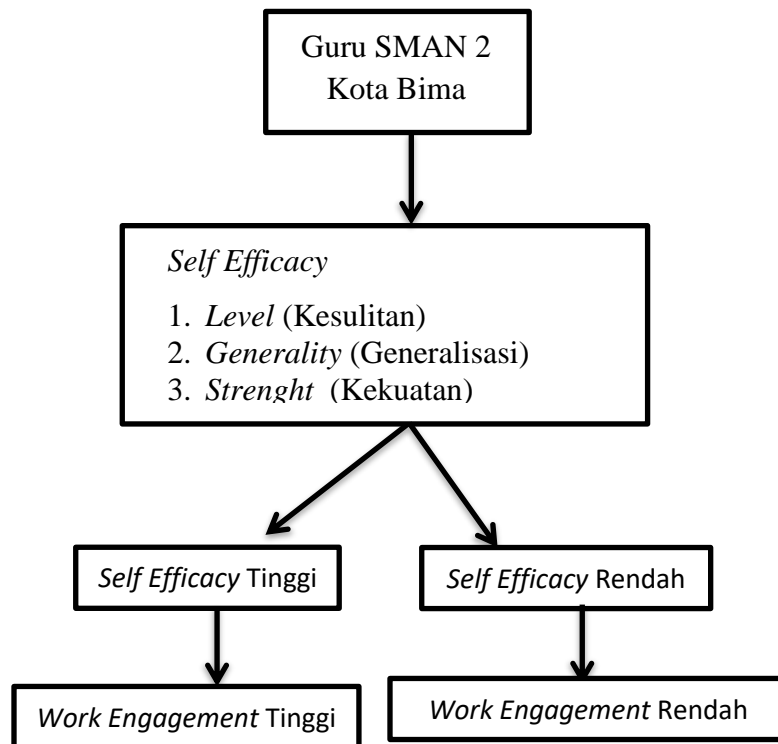 Guru SMAN 2
Kota Bima
Self Efficacy
1. Level (Kesulitan)
2. Generality (Generalisasi)
3. Strenght (Kekuatan)
Self Efficacy Tinggi
Self Efficacy Rendah
Work Engagement Tinggi
Work Engagement Rendah